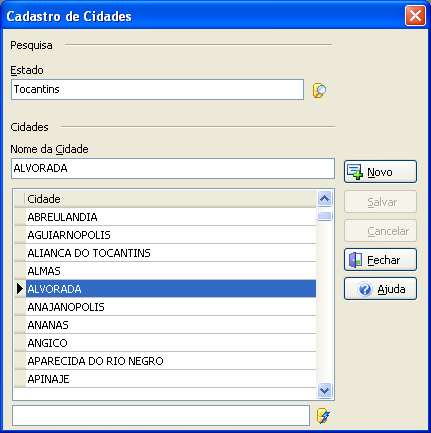 Cadastro de Cidades
Pesquisa
Estado
Tocantins
Cidades
Nome da Cidade
ALVORADA
Novo
Salvar
Cancelar
Fechar
Ajuda
Cidade
ABREULANDIA
AGUIARNOPOLIS
ALIANCA DO TOCANTINS
ALMAS
ALVORADA
ANAJANOPOLIS
ANANAS
ANGICO
APARECIDA DO RIO NEGRO
APINAJE